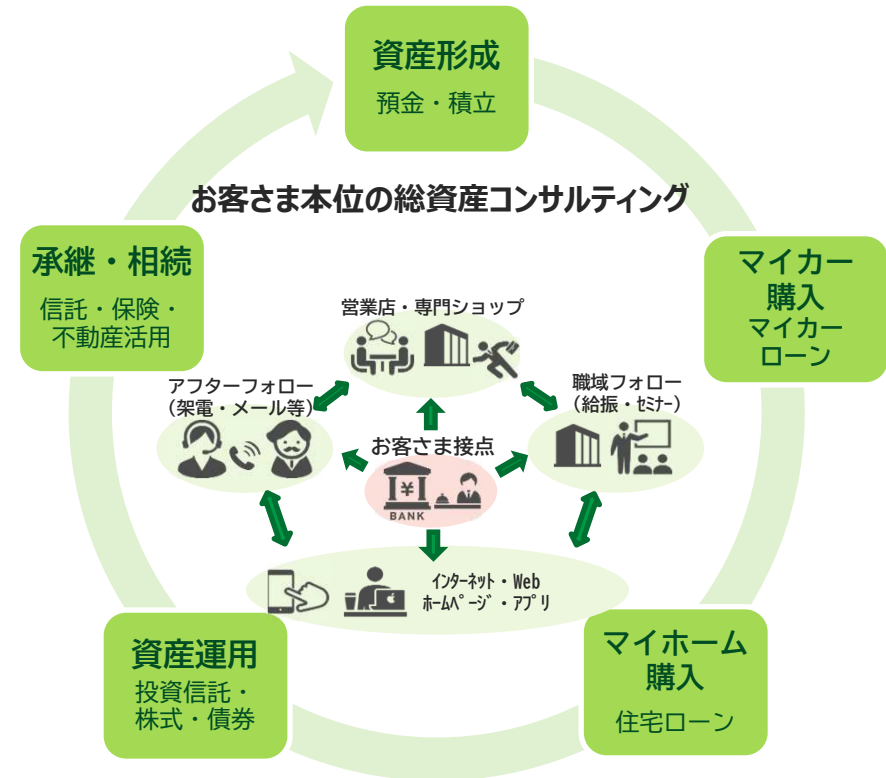 資産形成
預金・積立
お客さま本位の総資産コンサルティング
承継・相続
信託・保険・
不動産活用
マイカー
購入
マイカー
ローン
営業店・専門ショップ
アフターフォロー
（架電・メール等）
職域フォロー
（給振・ｾﾐﾅｰ）
お客さま接点
¥
BANK
ｲﾝﾀｰﾈｯﾄ・Web
ﾎｰﾑﾍﾟｰｼﾞ・ｱﾌﾟﾘ
資産運用
投資信託・
株式・債券
マイホーム
購入
住宅ローン